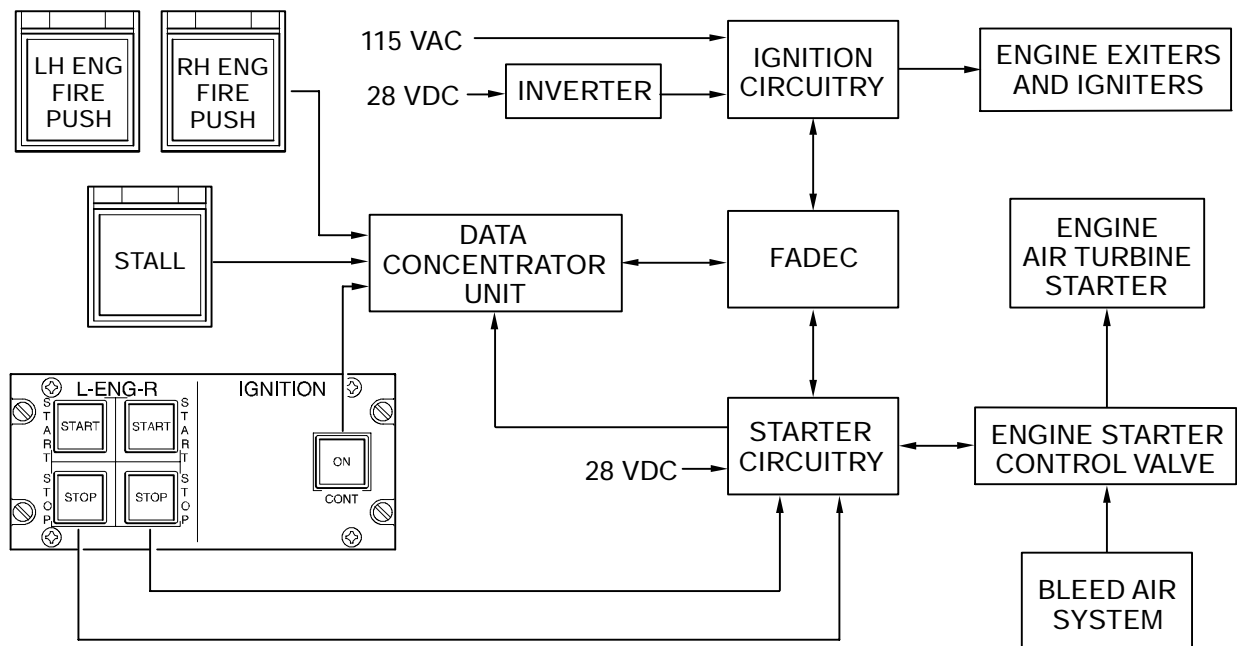 LH ENG
FIRE
PUSH
RH ENG
FIRE
PUSH
115 VAC
28 VDC
INVERTER
IGNITION
CIRCUITRY
ENGINE EXITERS
AND IGNITERS
STALL
DATA
CONCENTRATOR
UNIT
FADEC
ENGINE
AIR TURBINE
STARTER
L-ENG-R
IGNITION
START
START
START
START
STOP
STOP
STOP
STOP
ON
CONT
28 VDC
STARTER
CIRCUITRY
ENGINE STARTER
CONTROL VALVE
BLEED AIR
SYSTEM